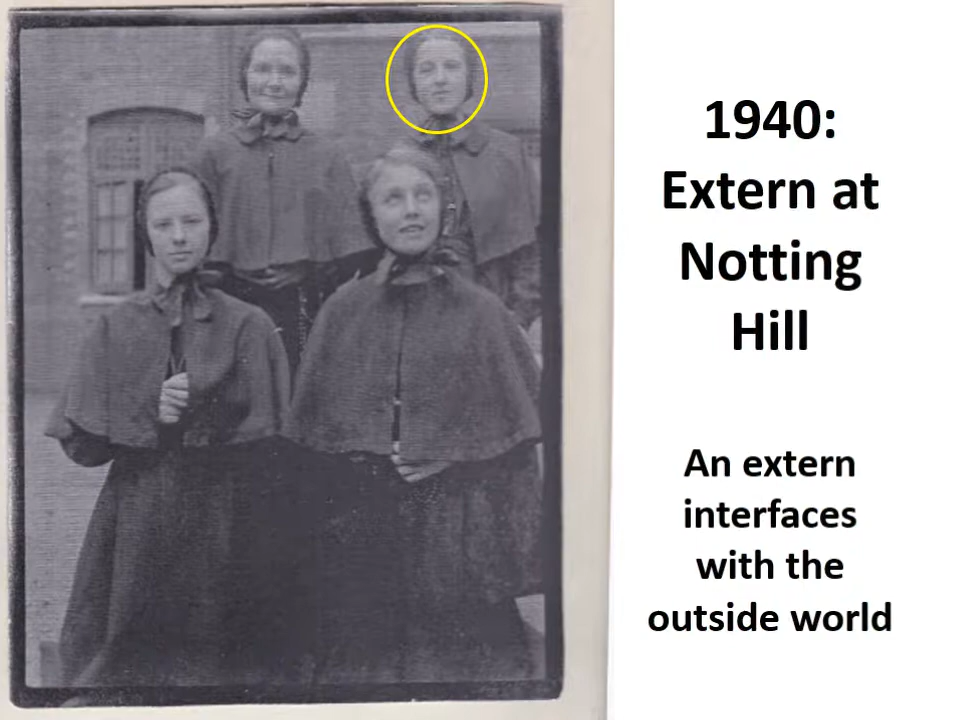 1940:
Extern at
Notting
Hill
An extern
interfaces
with the
outside world